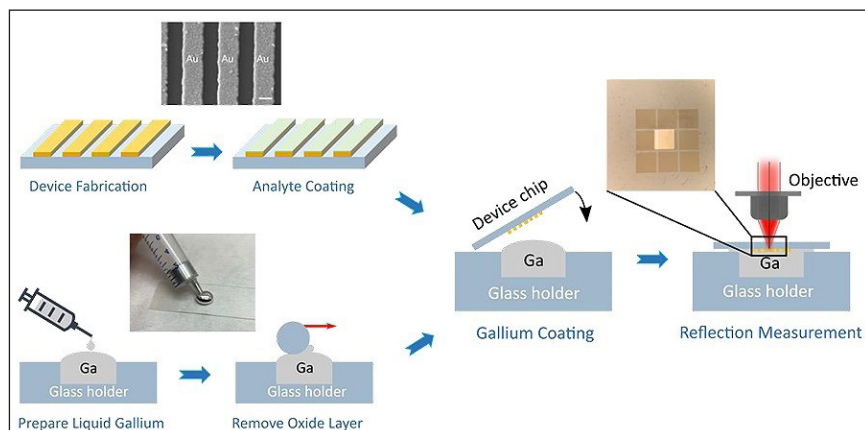 Au
Au
Au
Device Fabrication
Analyte Coating
Device chip
Objective
Ga
Glass holder
Gallium Coating
Ga
Glass holder
Reflection Measurement
Ga
Glass holder
Prepare Liquid Gallium
Ga
Glass holder
Remove Oxide Layer